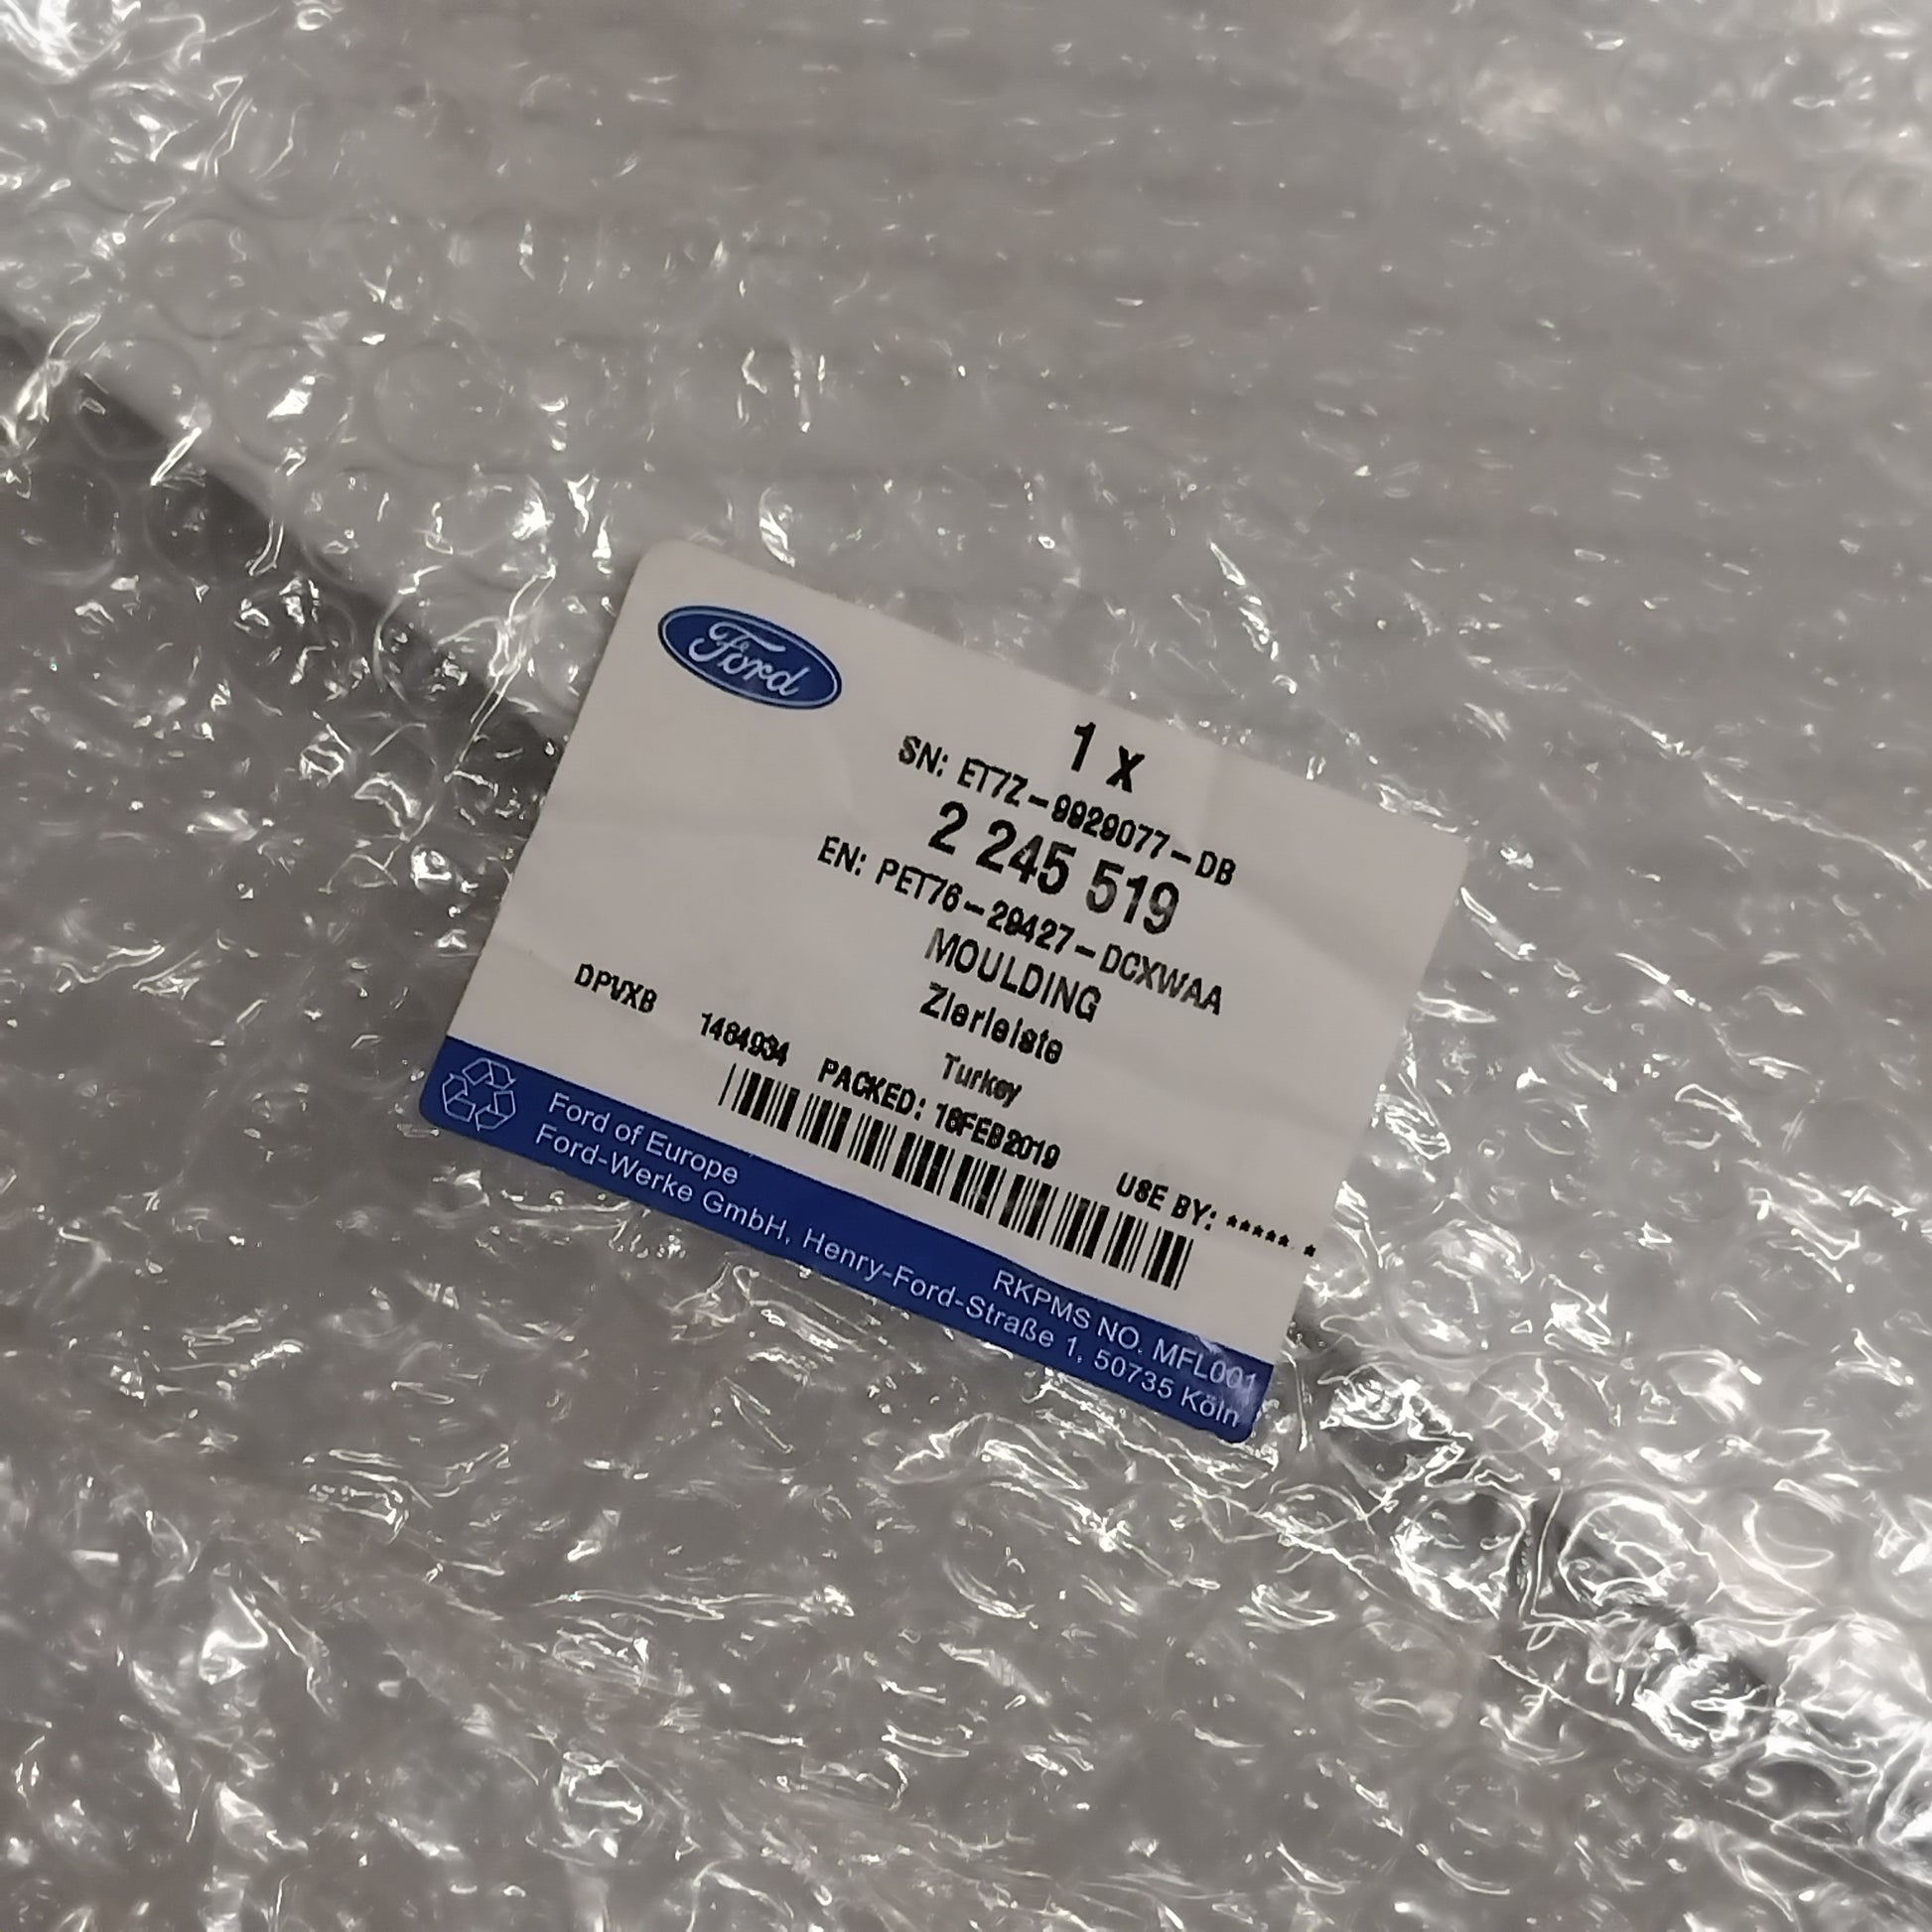 Ford
1 x
SN: ET7Z-9929077-DB
2 245 519
EN: PET76-29427-DCXWAA
MOULDING
Zierleiste
Turkey
DPVXB 1484934 PACKED: 16FEB2019 USE BY: ***** *
RKPMS NO. MFL001
Ford of Europe
Ford-Werke GmbH, Henry-Ford-Straße 1, 50735 Köln